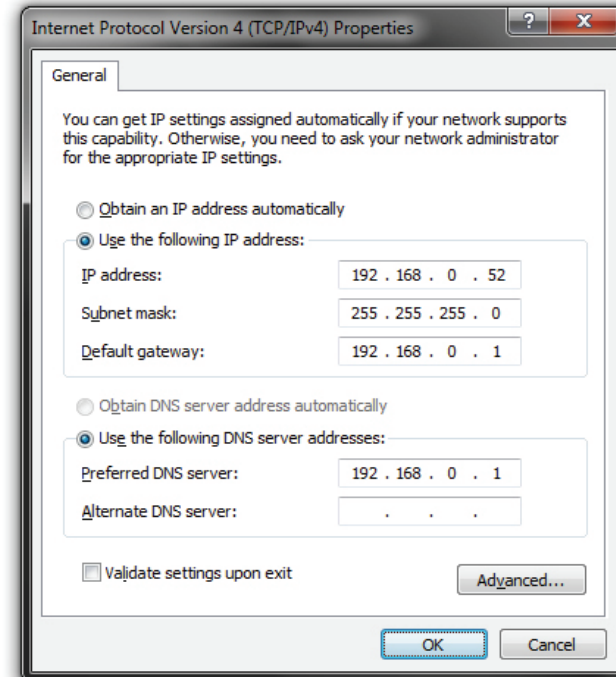 Internet Protocol Version 4 (TCP/IPv4) Properties
?
General
You can get IP settings assigned automatically if your network supports
this capability. Otherwise, you need to ask your network administrator
for the appropriate IP settings.
Obtain an IP address automatically
Use the following IP address:
IP address: 192 . 168 . 0 . 52
Subnet mask: 255 . 255 . 255 . 0
Default gateway: 192 . 168 . 0 . 1
Obtain DNS server address automatically
Use the following DNS server addresses:
Preferred DNS server: 192 . 168 . 0 . 1
Alternate DNS server: . . .
Validate settings upon exit
Advanced...
OK Cancel